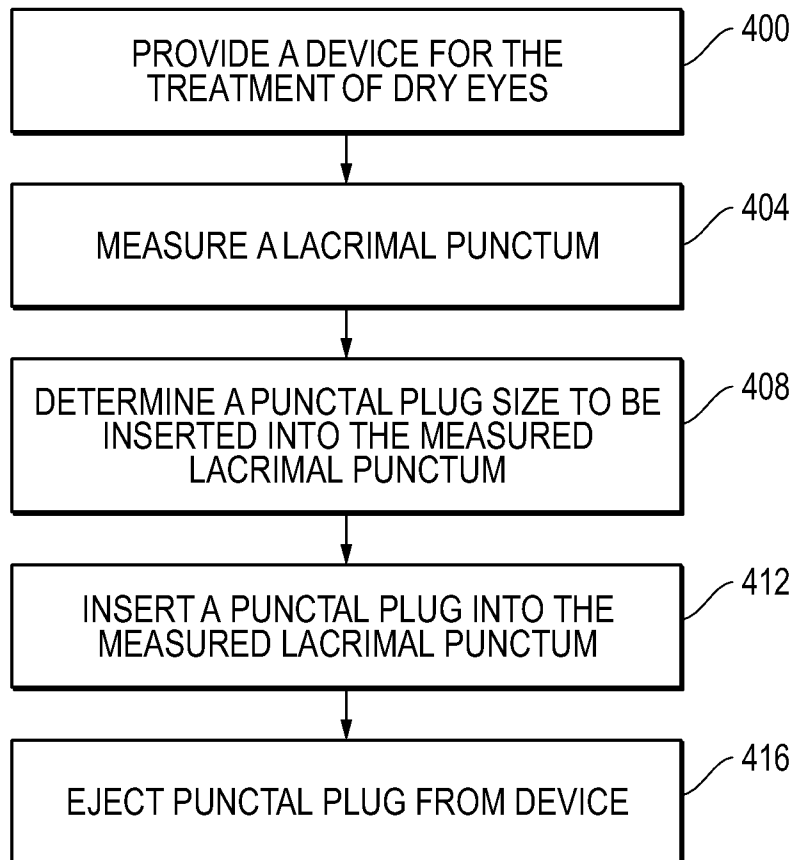 PROVIDE A DEVICE FOR THE
TREATMENT OF DRY EYES
400
MEASURE A LACRIMAL PUNCTUM
404
DETERMINE A PUNCTAL PLUG SIZE TO BE
INSERTED INTO THE MEASURED
LACRIMAL PUNCTUM
408
INSERT A PUNCTAL PLUG INTO THE
MEASURED LACRIMAL PUNCTUM
412
EJECT PUNCTAL PLUG FROM DEVICE
416